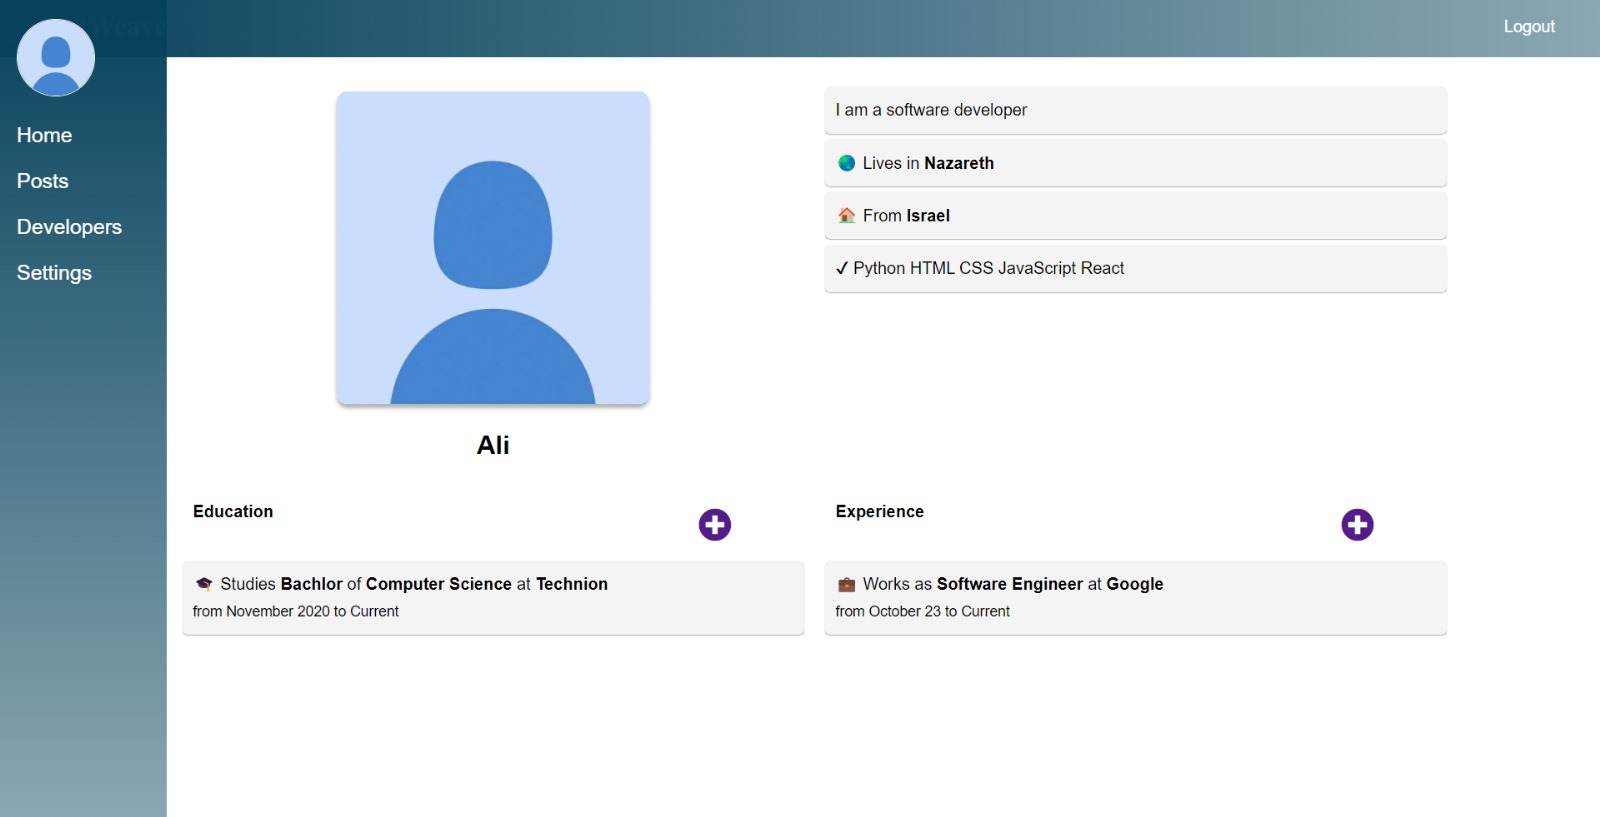 Weave
Logout
Home
Posts
Developers
Settings
I am a software developer
Lives in Nazareth
From Israel
✓ Python HTML CSS JavaScript React
Ali
Education
Experience
Studies Bachlor of Computer Science at Technion
from November 2020 to Current
Works as Software Engineer at Google
from October 23 to Current